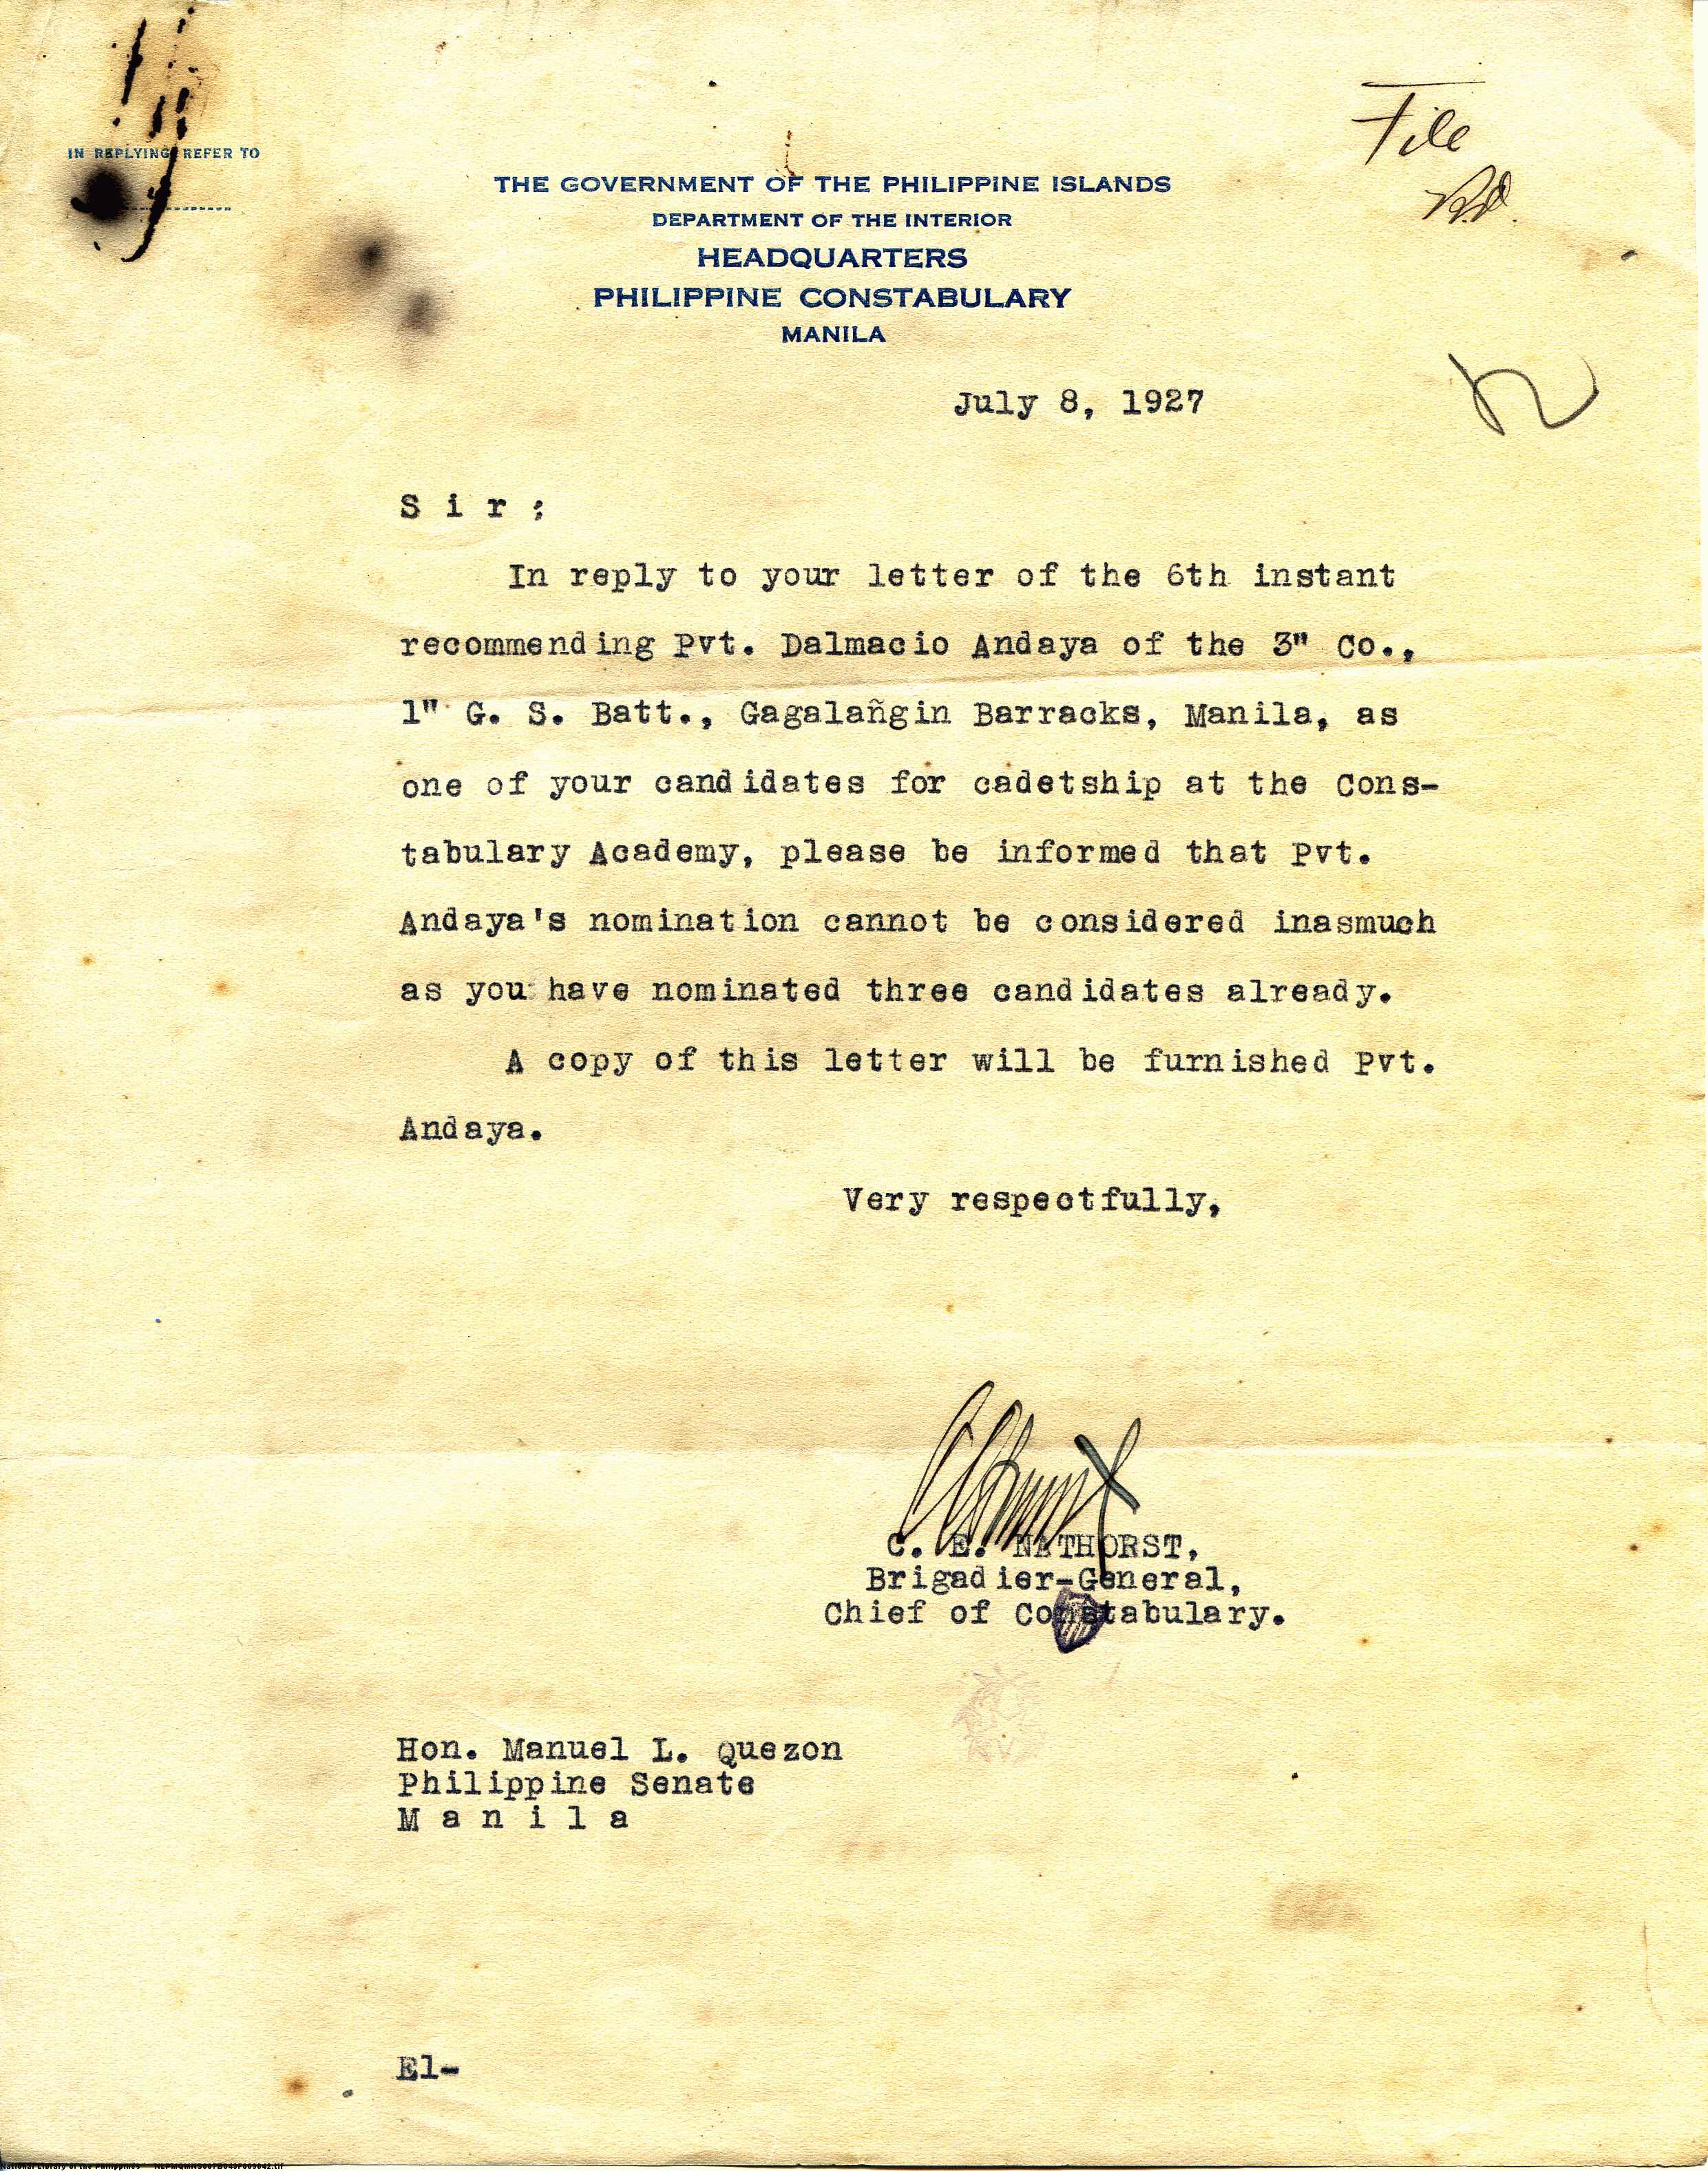 File
IN REPLYING REFER TO
THE GOVERNMENT OF THE PHILIPPINE ISLANDS
DEPARTMENT OF THE INTERIOR
HEADQUARTERS
PHILIPPINE CONSTABULARY
MANILA
July 8, 1927
S i r :
In reply to your letter of the 6th instant
recommending Pvt. Dalmacio Andaya of the 3" Co.,
1" G. S. Batt., Gagalañgin Barracks, Manila, as
one of your candidates for cadetship at the Cons-
tabulary Academy, please be informed that Pvt.
Andaya's nomination cannot be considered inasmuch
as you have nominated three candidates already.
A copy of this letter will be furnished Pvt.
Andaya.
Very respectfully,
C. E. NATHORST,
Brigadier-General,
Chief of Constabulary.
Hon. Manuel L. Quezon
Philippine Senate
M a n i l a
El-